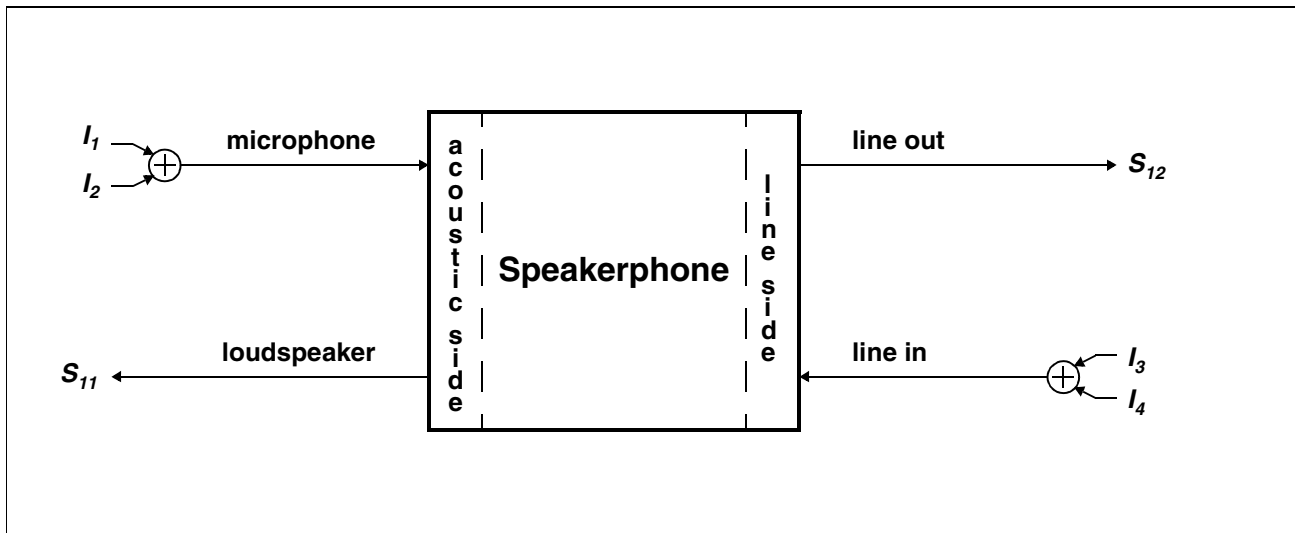 I1
I2
microphone
acoustic side
Speakerphone
line side
line out
S12
S11
loudspeaker
line in
I3
I4